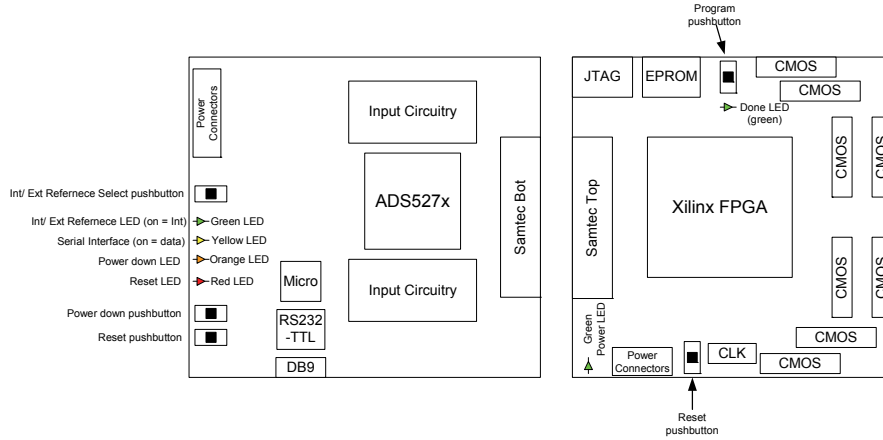 Program
pushbutton
Power
Connectors
Input Circuitry
Int/ Ext Refernece Select pushbutton
Int/ Ext Refernece LED (on = Int)
Green LED
Serial Interface (on = data)
Yellow LED
Power down LED
Orange LED
Reset LED
Red LED
Power down pushbutton
Reset pushbutton
ADS527x
Input Circuitry
Micro
RS232
-TTL
DB9
Samtec Bot
JTAG
EPROM
CMOS
CMOS
Done LED
(green)
CMOS
CMOS
Samtec Top
Xilinx FPGA
CMOS
CMOS
Green
Power LED
Power
Connectors
CLK
CMOS
CMOS
Reset
pushbutton